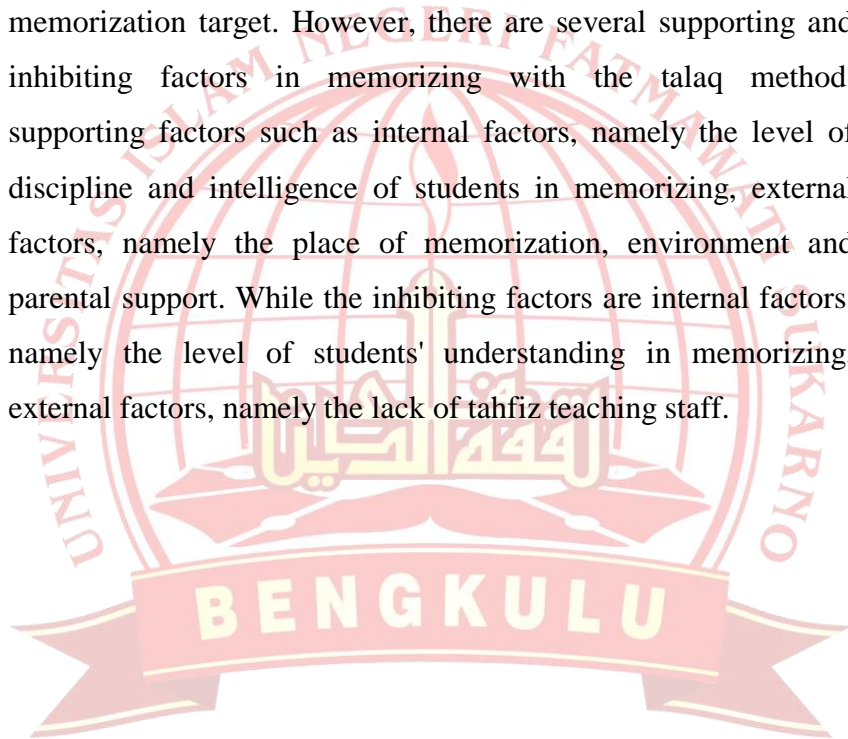 memorization target. However, there are several supporting and
inhibiting factors in memorizing with the talaq method
supporting factors such as internal factors, namely the level of
discipline and intelligence of students in memorizing, external
factors, namely the place of memorization, environment and
parental support. While the inhibiting factors are internal factors
namely the level of students' understanding in memorizing
external factors, namely the lack of tahfiz teaching staff.
UNIVERSITAS ISLAM NEGERI FATMAWATI SUKARNO
BENGKULU